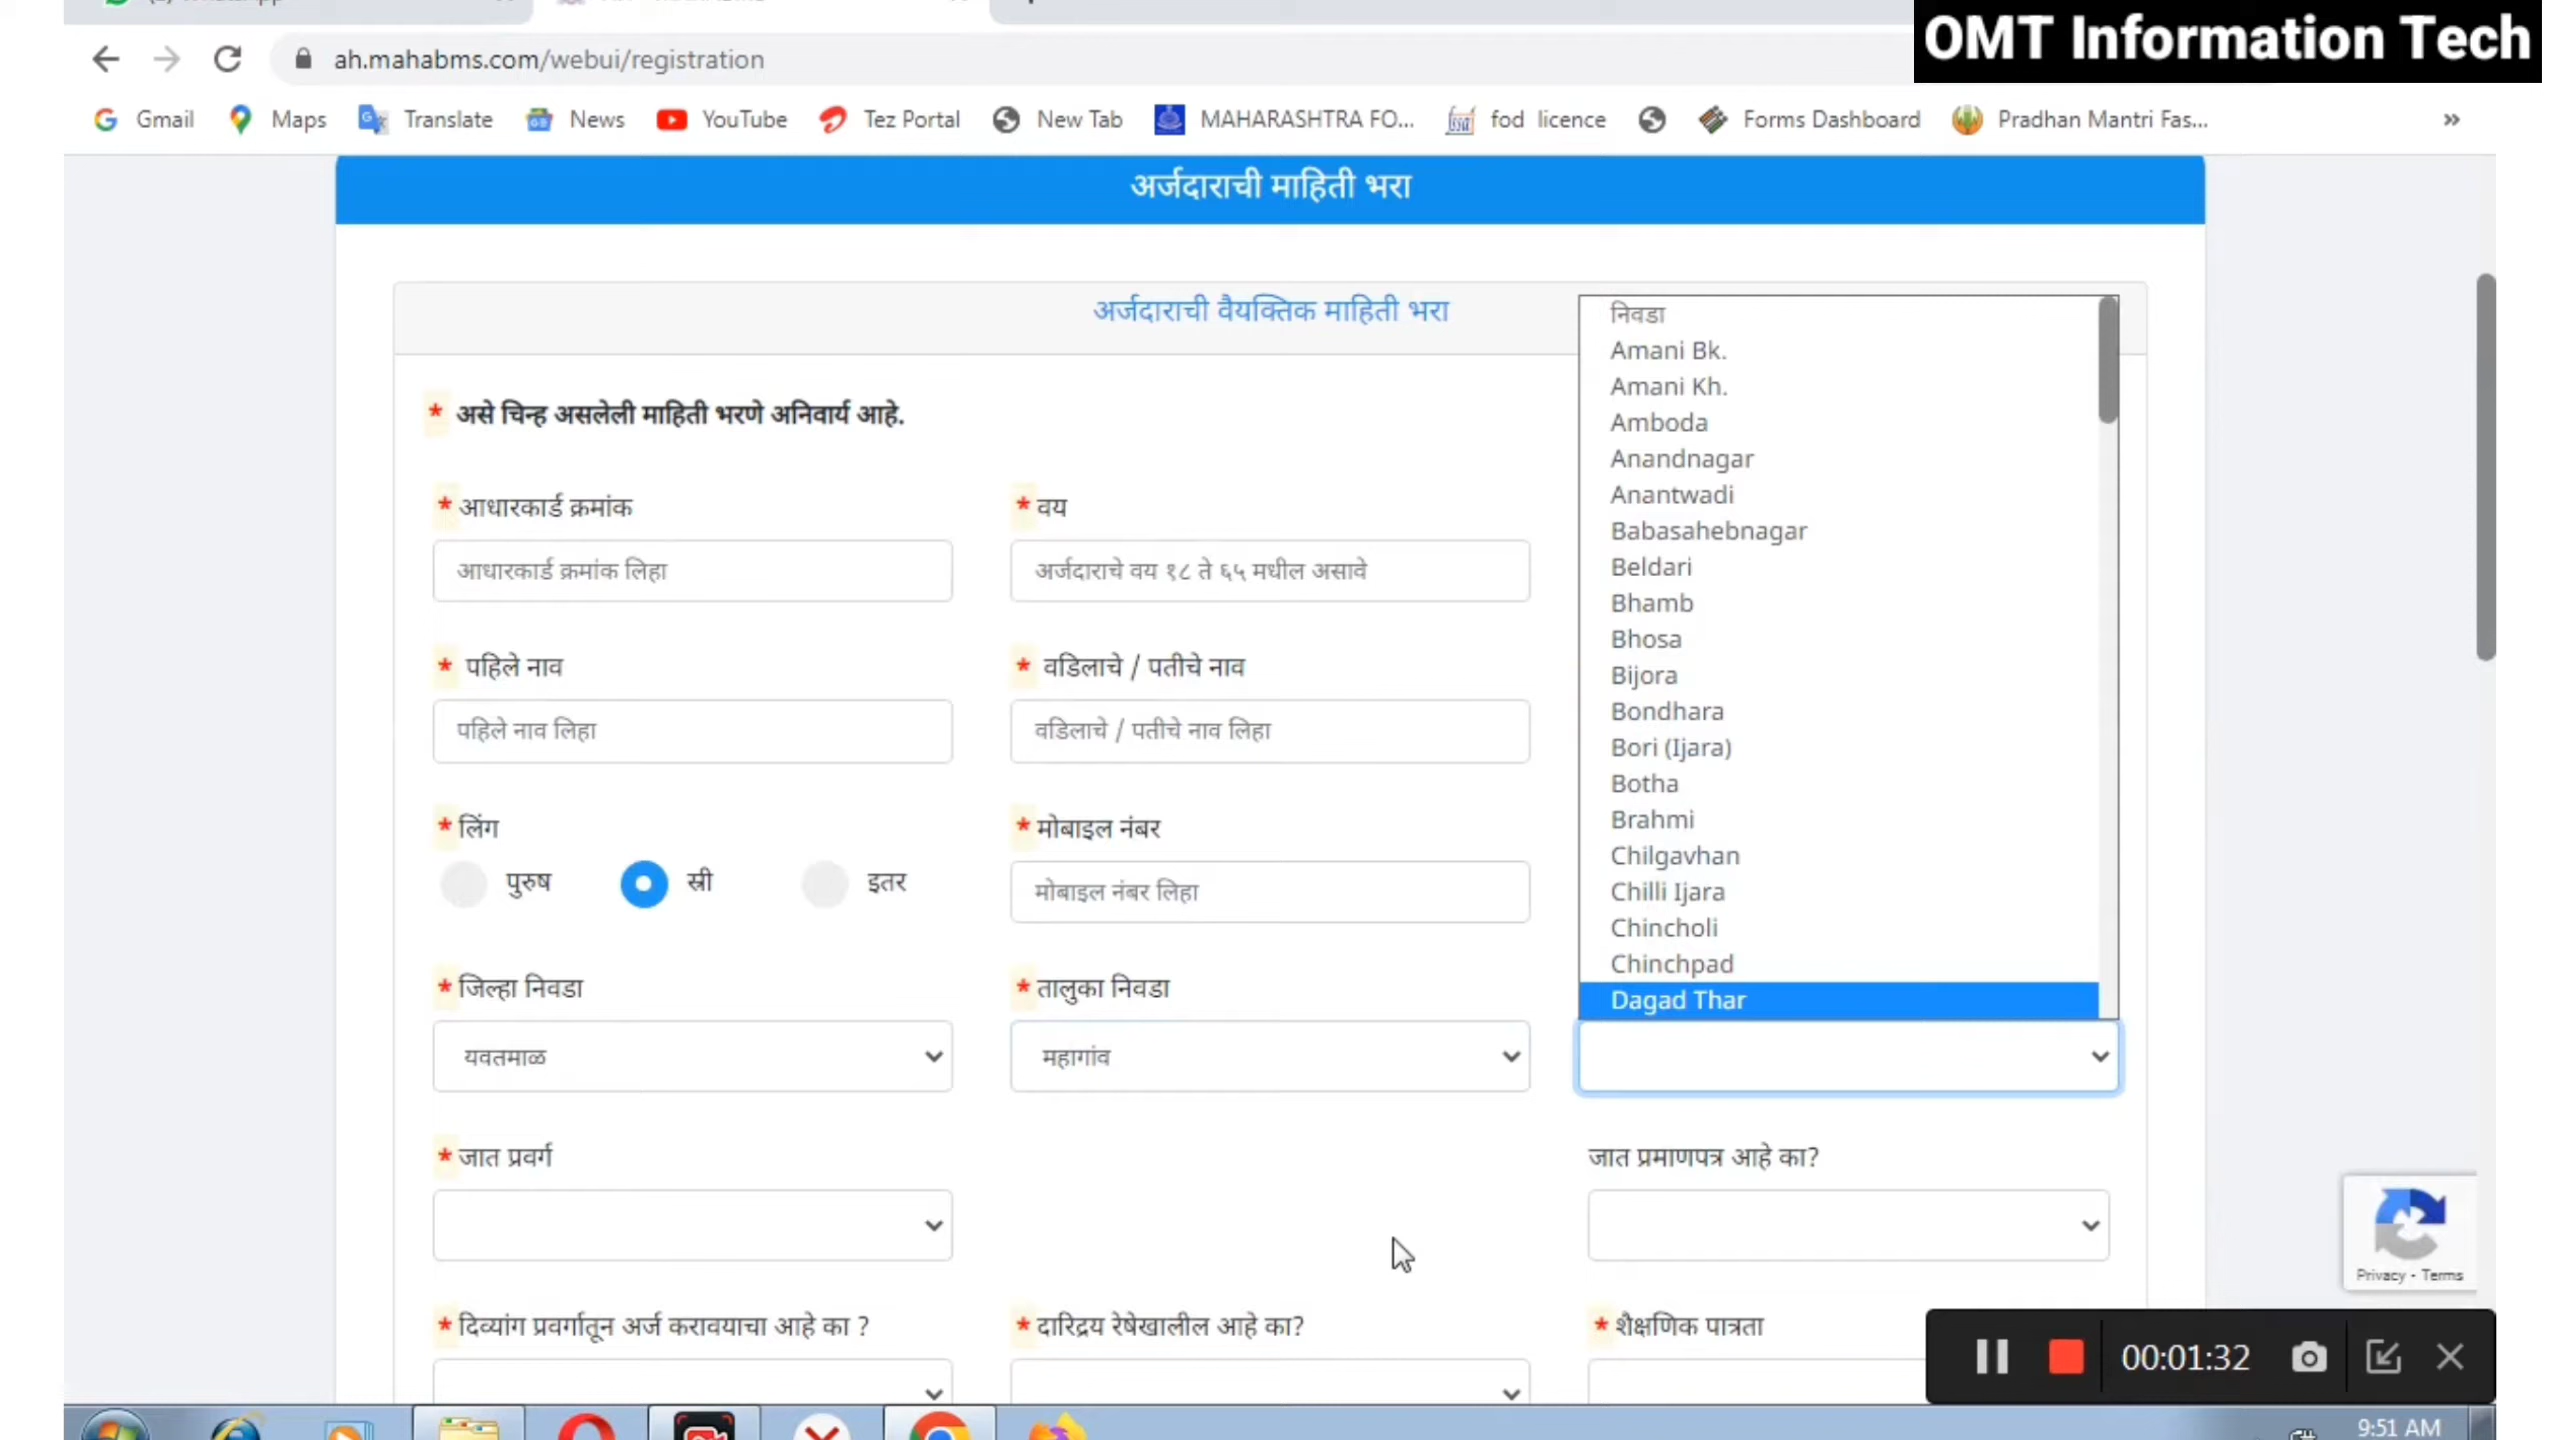 OMT Information Tech
ah.mahabms.com/webui/registration
Gmail Maps Translate News YouTube Tez Portal New Tab MAHARASHTRA FO... fod licence Forms Dashboard Pradhan Mantri Fas... »
अर्जदाराची माहिती भरा
अर्जदाराची वैयक्तिक माहिती भरा
* असे चिन्ह असलेली माहिती भरणे अनिवार्य आहे.
* आधारकार्ड क्रमांक
* वय
आधारकार्ड क्रमांक लिहा
अर्जदाराचे वय १८ ते ६५ मधील असावे
* पहिले नाव
* वडिलाचे / पतीचे नाव
पहिले नाव लिहा
वडिलाचे / पतीचे नाव लिहा
* लिंग
* मोबाइल नंबर
पुरुष
स्री
इतर
मोबाइल नंबर लिहा
* जिल्हा निवडा
* तालुका निवडा
यवतमाळ
महागांव
निवडा
Amani Bk.
Amani Kh.
Amboda
Anandnagar
Anantwadi
Babasahebnagar
Beldari
Bhamb
Bhosa
Bijora
Bondhara
Bori (Ijara)
Botha
Brahmi
Chilgavhan
Chilli Ijara
Chincholi
Chinchpad
Dagad Thar
* जात प्रवर्ग
जात प्रमाणपत्र आहे का?
* दिव्यांग प्रवर्गातून अर्ज करावयाचा आहे का ?
* दारिद्रय रेषेखालील आहे का?
* शैक्षणिक पात्रता
Privacy - Terms
00:01:32
9:51 AM